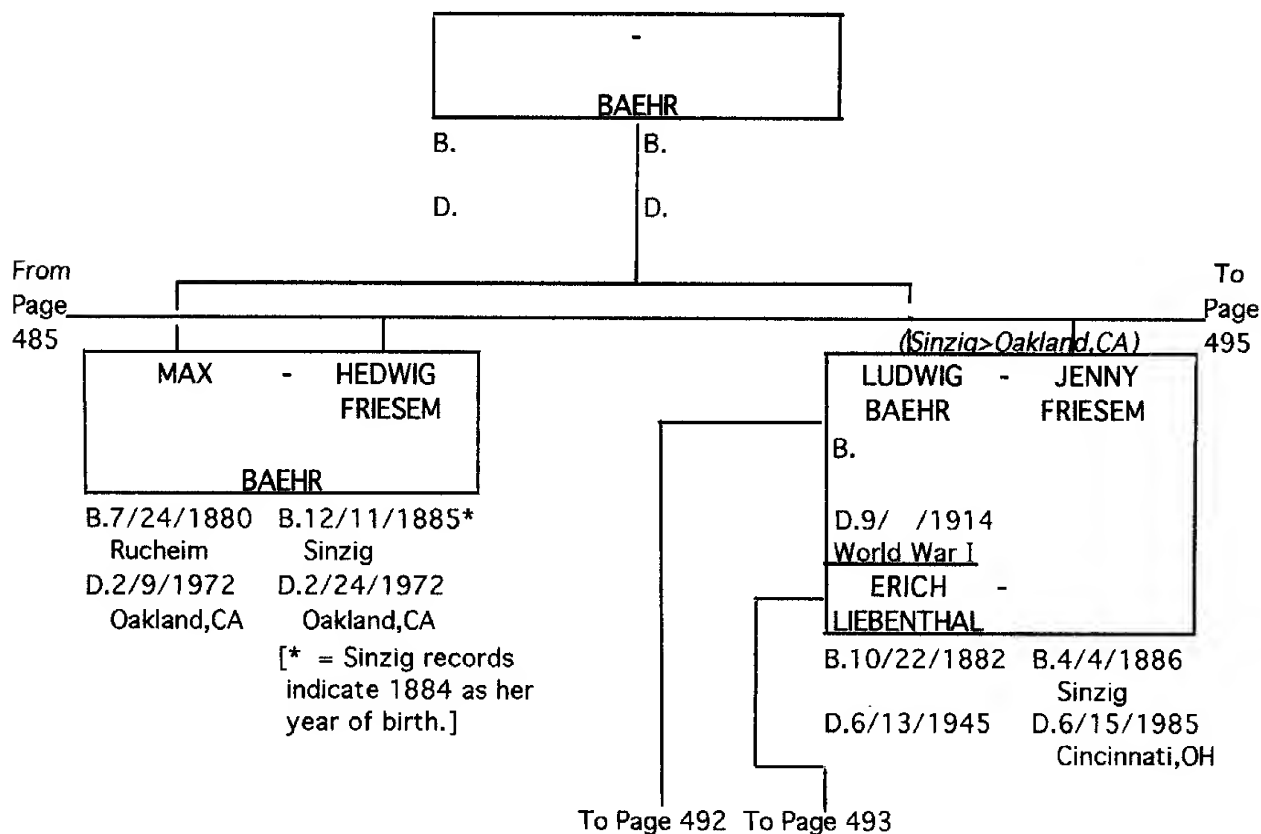 -
BAEHR
B. B.
D. D.
From
Page
485
To
Page
495
(Sinzig>Oakland,CA)
MAX - HEDWIG
FRIESEM
BAEHR
B.7/24/1880 B.12/11/1885*
Rucheim Sinzig
D.2/9/1972 D.2/24/1972
Oakland,CA Oakland,CA
[* = Sinzig records
indicate 1884 as her
year of birth.]
LUDWIG - JENNY
BAEHR FRIESEM
B.
D.9/ /1914
World War I
ERICH -
LIEBENTHAL
B.10/22/1882 B.4/4/1886
Sinzig
D.6/13/1945 D.6/15/1985
Cincinnati,OH
To Page 492 To Page 493